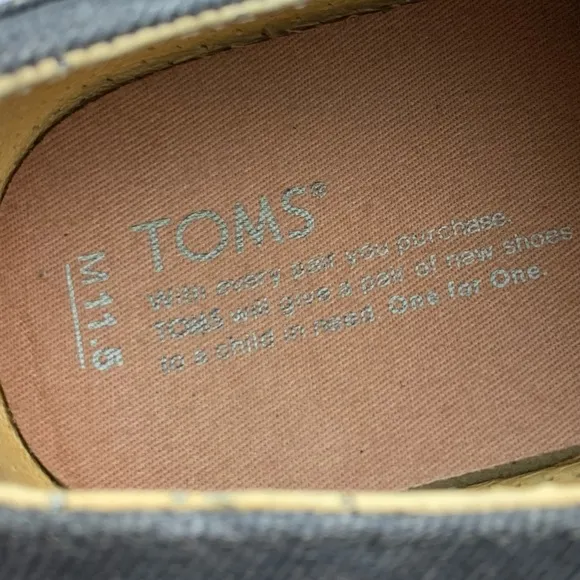 TOMS®
With every pair you purchase,
TOMS will give a pair of new shoes
to a child in need. One for One.
M 11.5